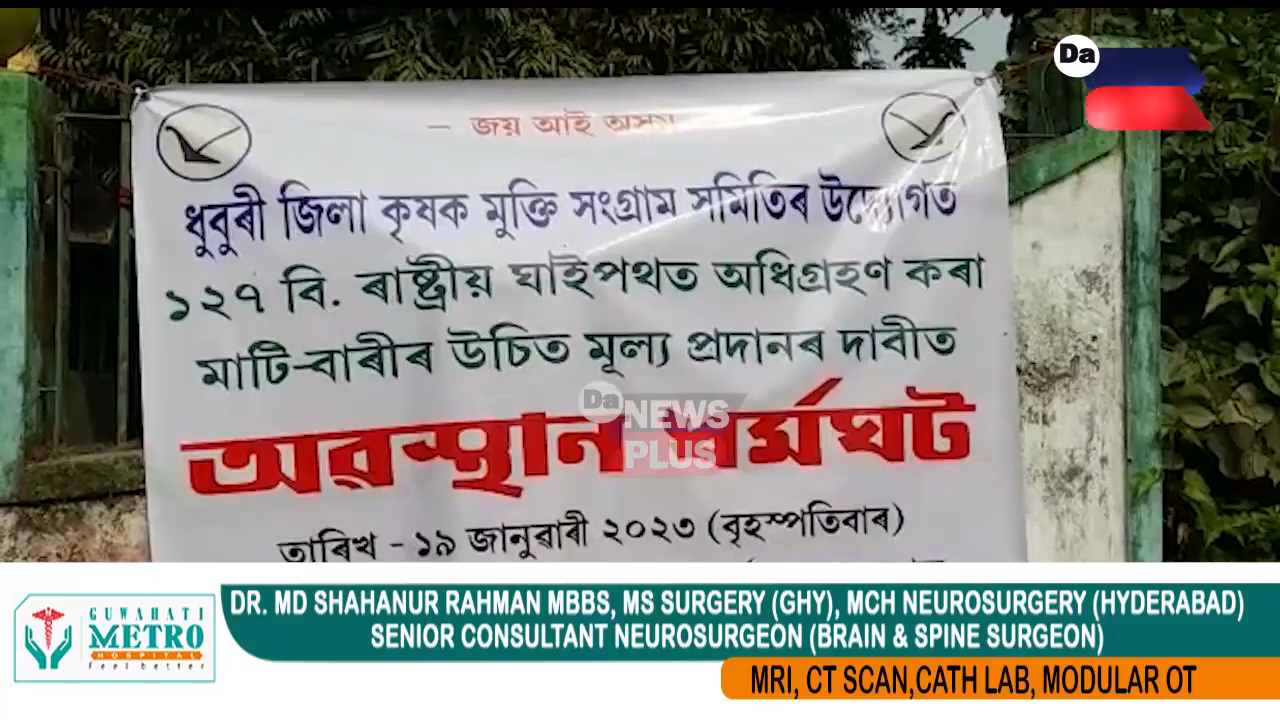 Da
– জয় আই অসম
ধুবুৰী জিলা কৃষক মুক্তি সংগ্ৰাম সমিতিৰ উদ্যোগত
১২৭ বি. ৰাষ্ট্ৰীয় ঘাইপথত অধিগ্ৰহণ কৰা
মাটি-বাৰীৰ উচিত মূল্য প্ৰদানৰ দাবীত
অৱস্থান ধৰ্মঘট
Da NEWS
PLUS
তাৰিখ - ১৯ জানুৱাৰী ২০২৩ (বৃহস্পতিবাৰ)
GUWAHATI
METRO
HOSPITAL
feel better
DR. MD SHAHANUR RAHMAN MBBS, MS SURGERY (GHY), MCH NEUROSURGERY (HYDERABAD)
SENIOR CONSULTANT NEUROSURGEON (BRAIN & SPINE SURGEON)
MRI, CT SCAN,CATH LAB, MODULAR OT